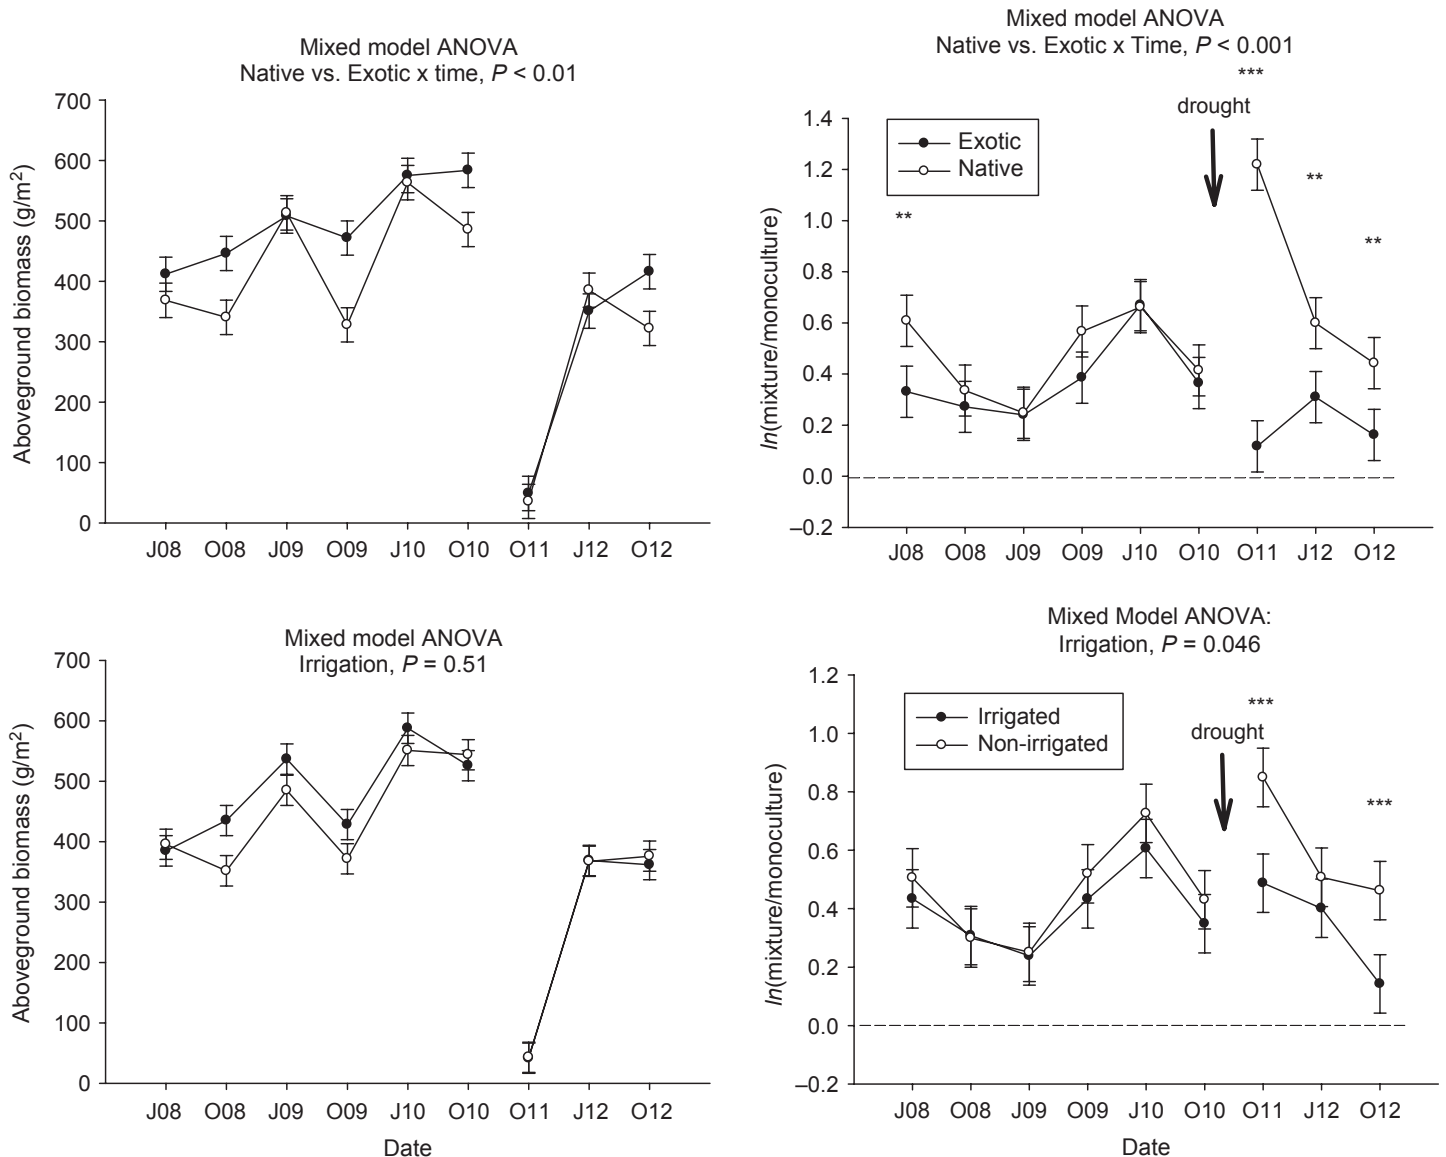 Mixed model ANOVA
Native vs. Exotic x time, P < 0.01
700
600
500
400
300
200
100
0
Aboveground biomass (g/m²)
J08 O08 J09 O09 J10 O10 O11 J12 O12
Mixed model ANOVA
Native vs. Exotic x Time, P < 0.001
***
drought
**
**
**
Exotic
Native
1.4
1.2
1.0
0.8
0.6
0.4
0.2
0.0
–0.2
ln(mixture/monoculture)
J08 O08 J09 O09 J10 O10 O11 J12 O12
Mixed model ANOVA
Irrigation, P = 0.51
700
600
500
400
300
200
100
0
Aboveground biomass (g/m²)
J08 O08 J09 O09 J10 O10 O11 J12 O12
Date
Mixed Model ANOVA:
Irrigation, P = 0.046
***
drought
***
Irrigated
Non-irrigated
1.2
1.0
0.8
0.6
0.4
0.2
0.0
–0.2
ln(mixture/monoculture)
J08 O08 J09 O09 J10 O10 O11 J12 O12
Date